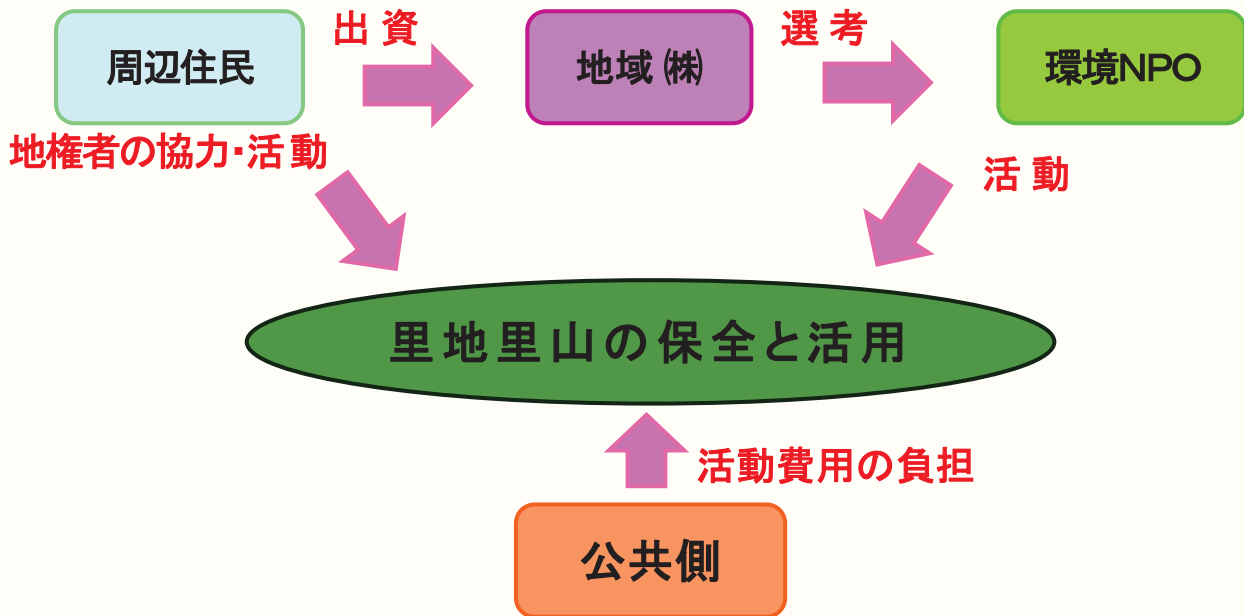 周辺住民
出資
地域㈱
選考
環境NPO
地権者の協力・活動
活動
里地里山の保全と活用
活動費用の負担
公共側